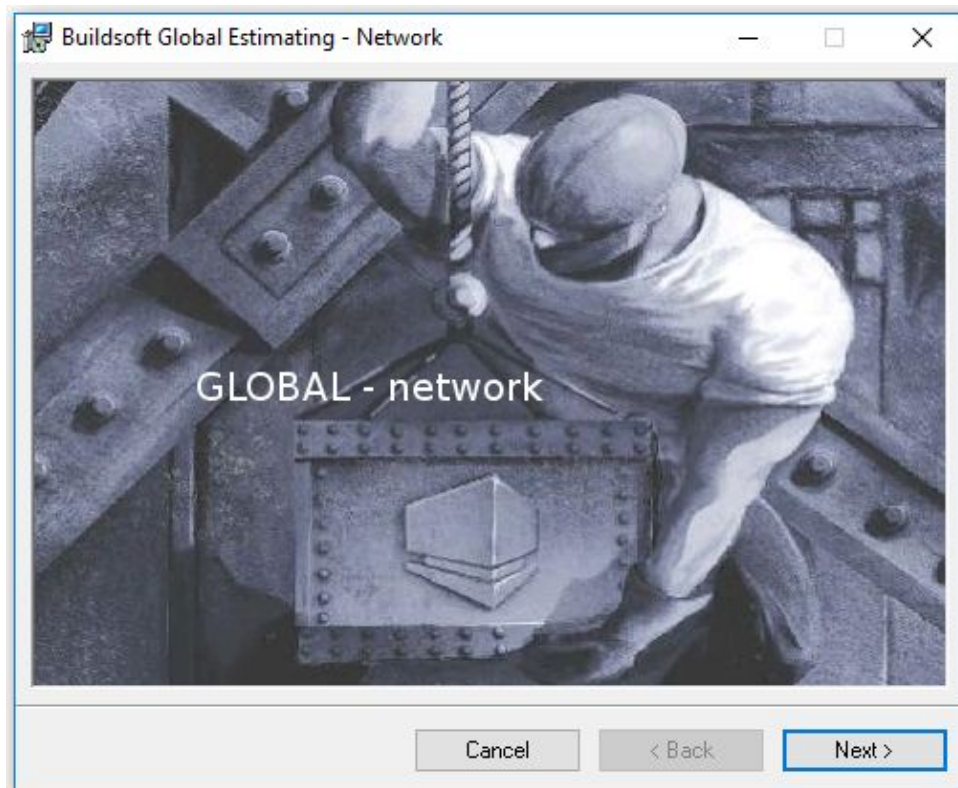 Buildsoft Global Estimating - Network
GLOBAL - network
Cancel
< Back
Next >